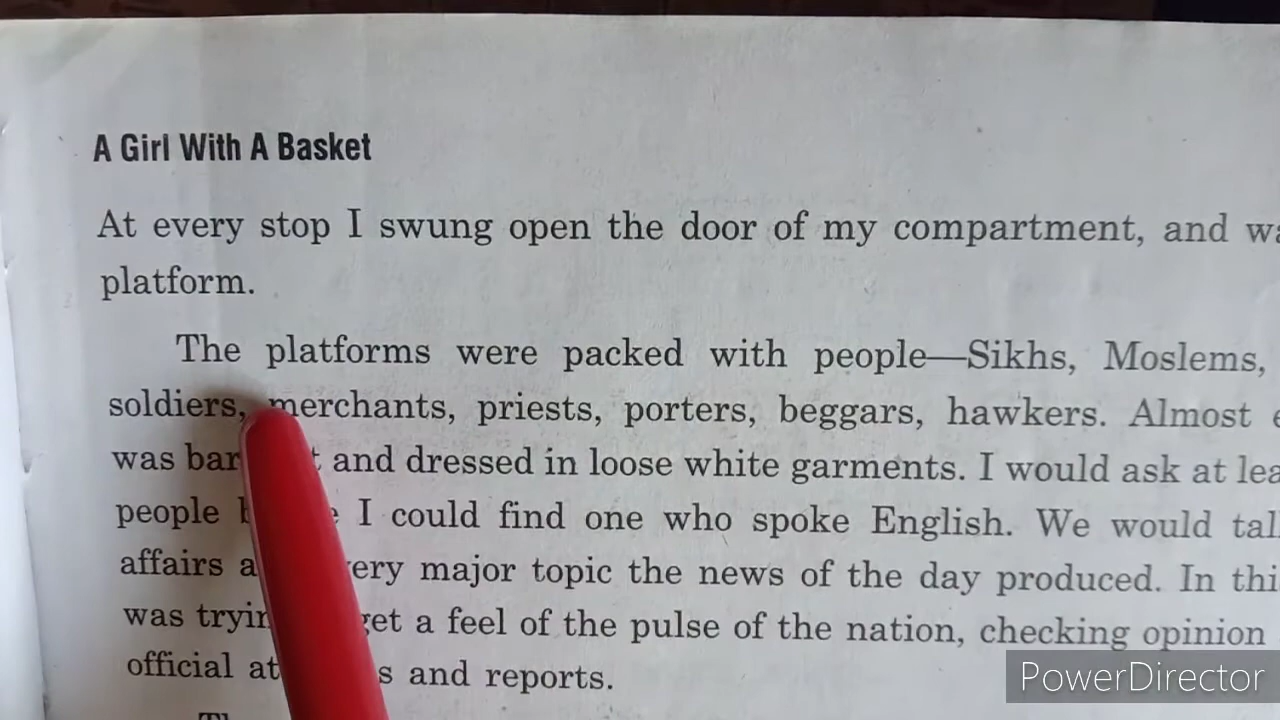 A Girl With A Basket
At every stop I swung open the door of my compartment, and
platform.
The platforms were packed with people—Sikhs, Moslems,
soldiers, merchants, priests, porters, beggars, hawkers. Almost
was and dressed in loose white garments. I would ask at
people I could find one who spoke English. We would
affairs major topic the news of the day produced. In
was get a feel of the pulse of the nation, checking opinion
official and reports.
PowerDirector